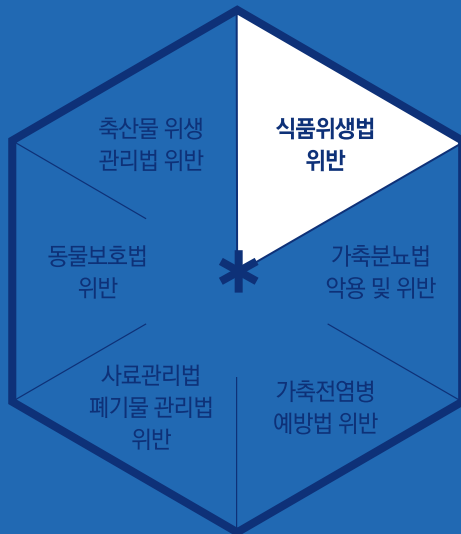 축산물 위생
관리법 위반
식품위생법
위반
동물보호법
위반
*
가축분뇨법
악용 및 위반
사료관리법
폐기물 관리법
위반
가축전염병
예방법 위반